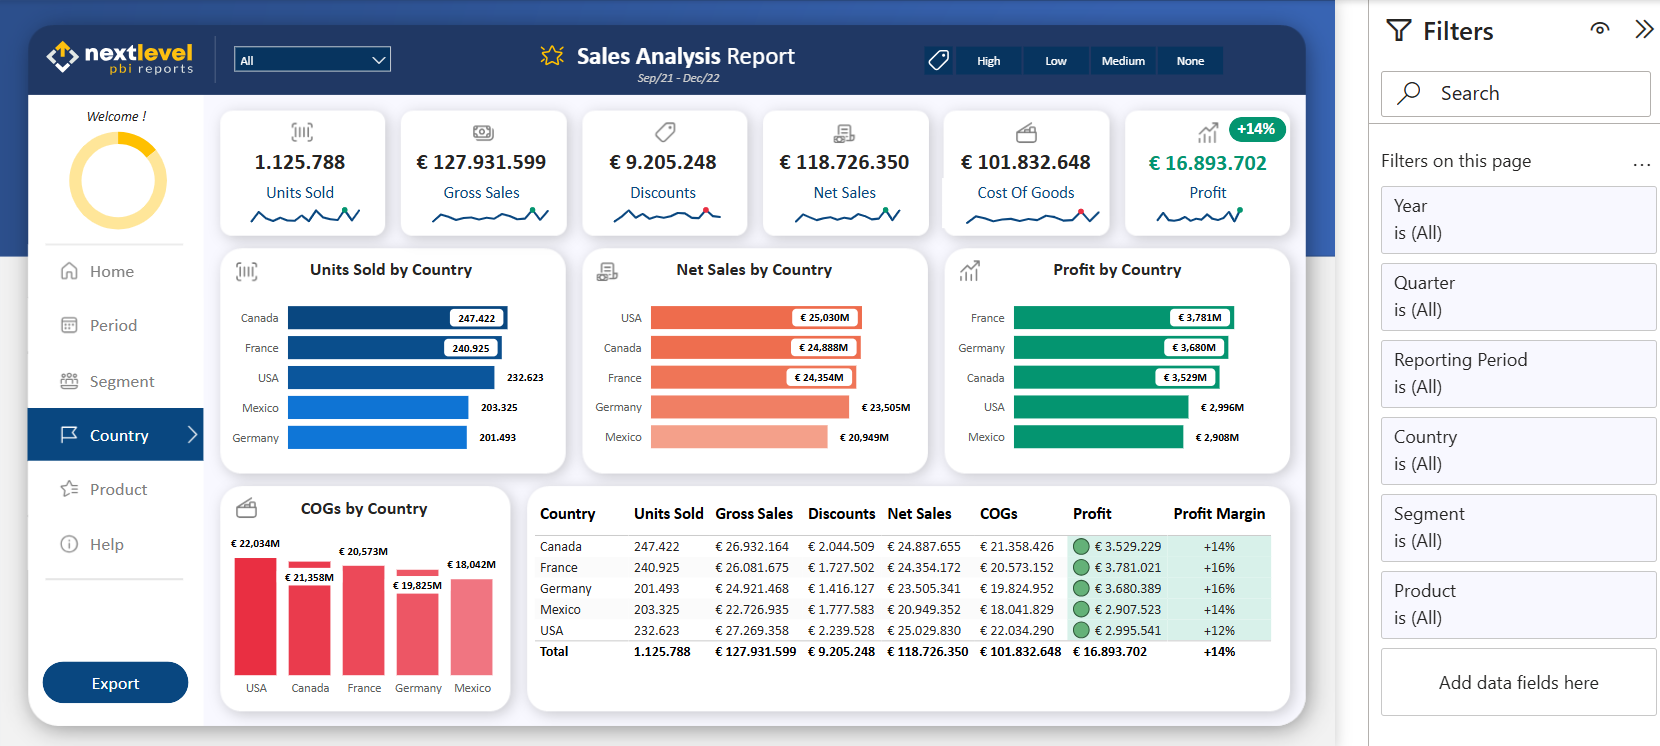 nextlevel
pbi reports
All
Sales Analysis Report
Sep/21 - Dec/22
High
Low
Medium
None
Welcome !
Home
Period
Segment
Country
Product
Help
Export
1.125.788
Units Sold
€ 127.931.599
Gross Sales
€ 9.205.248
Discounts
€ 118.726.350
Net Sales
€ 101.832.648
Cost Of Goods
+14%
€ 16.893.702
Profit
Units Sold by Country
Canada 247.422
France 240.925
USA 232.623
Mexico 203.325
Germany 201.493
Net Sales by Country
USA € 25,030M
Canada € 24,888M
France € 24,354M
Germany € 23,505M
Mexico € 20,949M
Profit by Country
France € 3,781M
Germany € 3,680M
Canada € 3,529M
USA € 2,996M
Mexico € 2,908M
COGs by Country
€ 22,034M
€ 21,358M
€ 20,573M
€ 19,825M
€ 18,042M
USA Canada France Germany Mexico
Country Units Sold Gross Sales Discounts Net Sales COGs Profit Profit Margin
Canada 247.422 € 26.932.164 € 2.044.509 € 24.887.655 € 21.358.426 € 3.529.229 +14%
France 240.925 € 26.081.675 € 1.727.502 € 24.354.172 € 20.573.152 € 3.781.021 +16%
Germany 201.493 € 24.921.468 € 1.416.127 € 23.505.341 € 19.824.952 € 3.680.389 +16%
Mexico 203.325 € 22.726.935 € 1.777.583 € 20.949.352 € 18.041.829 € 2.907.523 +14%
USA 232.623 € 27.269.358 € 2.239.528 € 25.029.830 € 22.034.290 € 2.995.541 +12%
Total 1.125.788 € 127.931.599 € 9.205.248 € 118.726.350 € 101.832.648 € 16.893.702 +14%
Filters
Search
Filters on this page
...
Year
is (All)
Quarter
is (All)
Reporting Period
is (All)
Country
is (All)
Segment
is (All)
Product
is (All)
Add data fields here